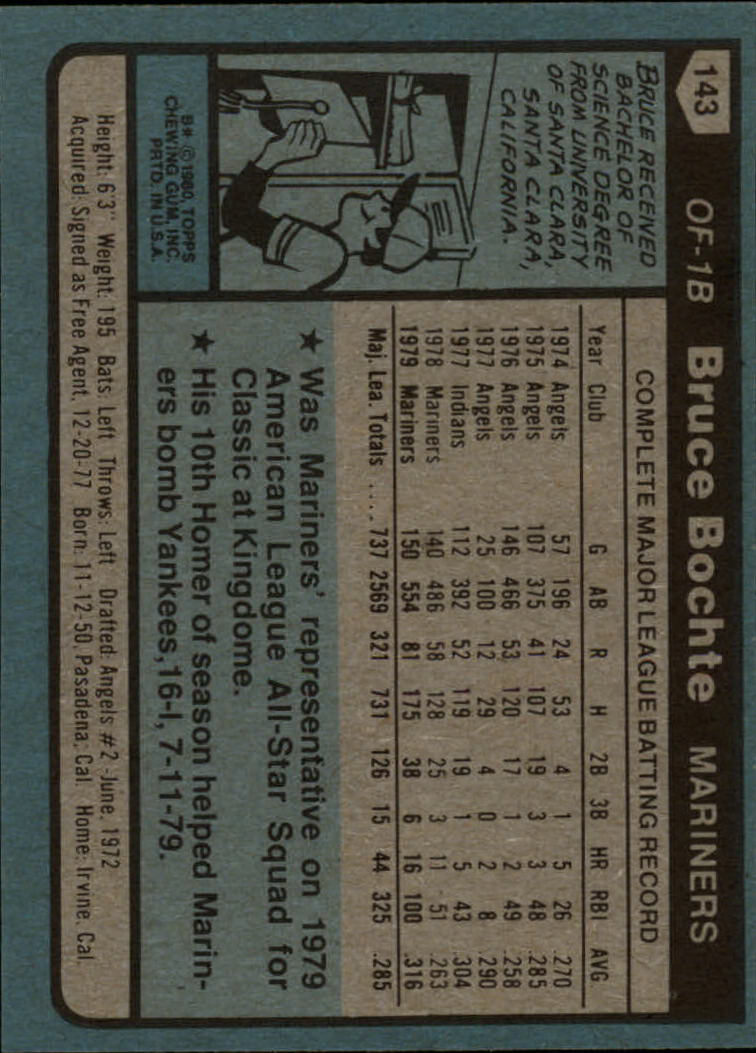 143
OF-1B Bruce Bochte MARINERS
BRUCE RECEIVED
BACHELOR OF
SCIENCE DEGREE
FROM UNIVERSITY
OF SANTA CLARA,
SANTA CLARA,
CALIFORNIA.
B# © 1980, TOPPS
CHEWING GUM, INC.
PRTD. IN U.S.A.
COMPLETE MAJOR LEAGUE BATTING RECORD
Year Club G AB R H 2B 3B HR RBI AVG
1974 Angels 57 196 24 53 4 1 5 26 .270
1975 Angels 107 375 41 107 19 3 3 48 .285
1976 Angels 146 466 53 120 17 1 2 49 .258
1977 Angels 25 100 12 29 4 0 2 8 .290
1977 Indians 112 392 52 119 19 1 5 43 .304
1978 Mariners 140 486 58 128 25 3 11 51 .263
1979 Mariners 150 554 81 175 38 6 16 100 .316
Maj. Lea. Totals .... 737 2569 321 731 126 15 44 325 .285
★ Was Mariners' representative on 1979
American League All-Star Squad for
Classic at Kingdome.
★ His 10th Homer of season helped Marin-
ers bomb Yankees,16-l, 7-11-79.
Height: 6'3" Weight: 195 Bats: Left Throws: Left Drafted: Angels #2 -June, 1972
Acquired: Signed as Free Agent, 12-20-77 Born: 11-12-50, Pasadena, Cal. Home: Irvine, Cal.